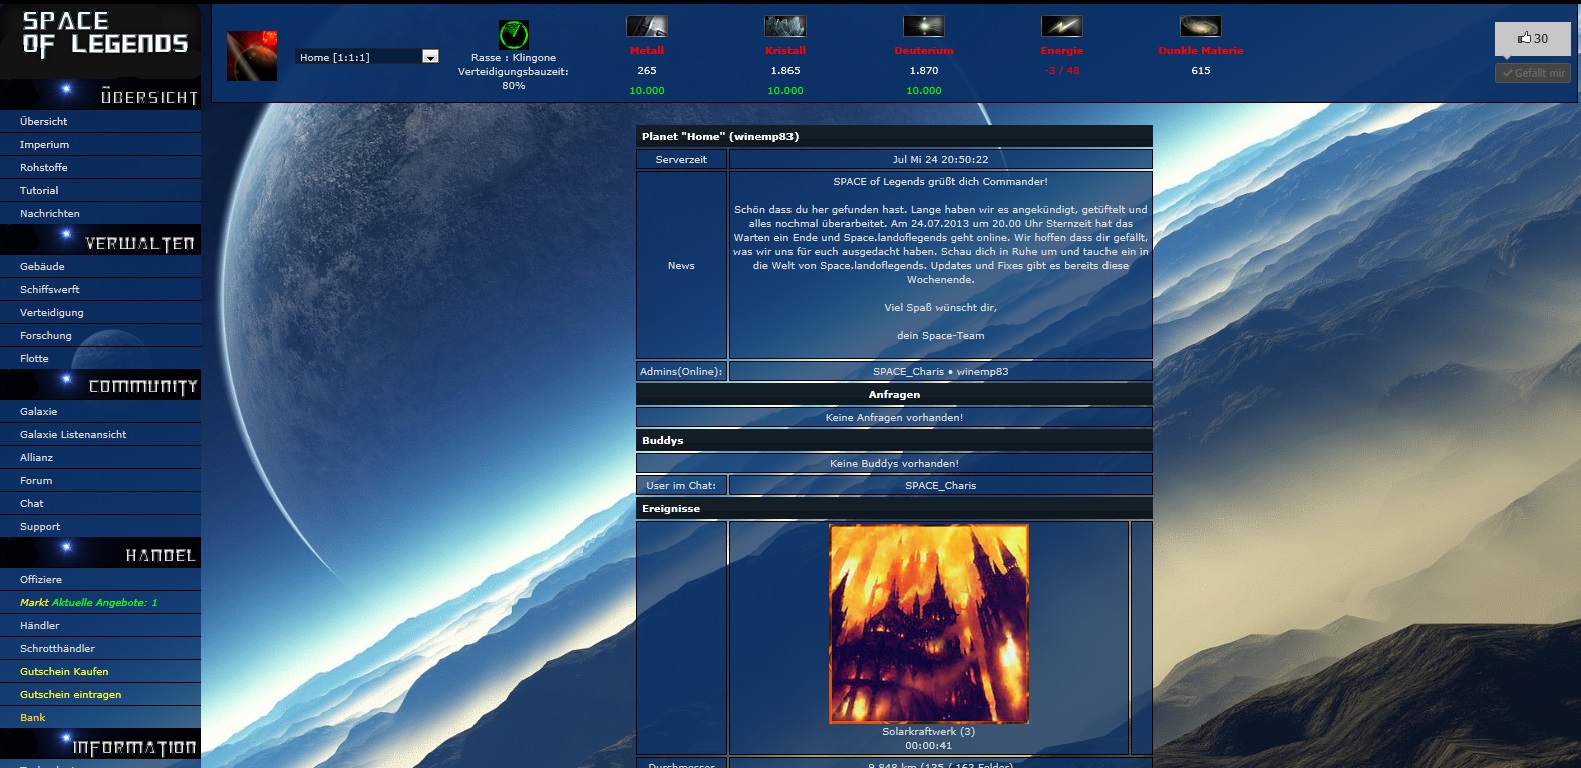 SPACE
OF LEGENDS
Home [1:1:1]
Rasse : Klingone
Verteidigungsbauzeit:
80%
Metall
265
10.000
Kristall
1.865
10.000
Deuterium
1.870
10.000
Energie
-3 / 48
Dunkle Materie
615
30
Gefällt mir
ÜBERSICHT
Übersicht
Imperium
Rohstoffe
Tutorial
Nachrichten
VERWALTEN
Gebäude
Schiffswerft
Verteidigung
Forschung
Flotte
COMMUNITY
Galaxie
Galaxie Listenansicht
Allianz
Forum
Chat
Support
HANDEL
Offiziere
Markt Aktuelle Angebote: 1
Händler
Schrotthändler
Gutschein Kaufen
Gutschein eintragen
Bank
INFORMATION
Planet "Home" (winemp83)
Serverzeit
Jul Mi 24 20:50:22
News
SPACE of Legends grüßt dich Commander!
Schön dass du her gefunden hast. Lange haben wir es angekündigt, getüftelt und
alles nochmal überarbeitet. Am 24.07.2013 um 20.00 Uhr Sternzeit hat das
Warten ein Ende und Space.landoflegends geht online. Wir hoffen dass dir gefällt,
was wir uns für euch ausgedacht haben. Schau dich in Ruhe um und tauche ein in
die Welt von Space.landoflegends. Updates und Fixes gibt es bereits diese
Wochenende.
Viel Spaß wünscht dir,
dein Space-Team
Admins(Online):
SPACE_Charis • winemp83
Anfragen
Keine Anfragen vorhanden!
Buddys
Keine Buddys vorhanden!
User im Chat:
SPACE_Charis
Ereignisse
Solarkraftwerk (3)
00:00:41
Durchmesser
9.848 km (135 / 163 Felder)